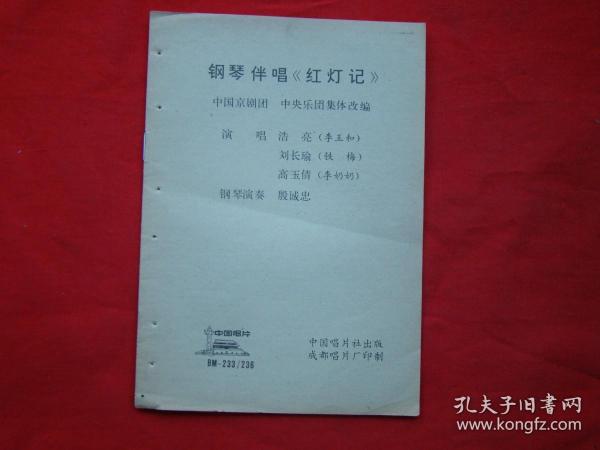 钢琴伴唱《红灯记》
中国京剧团 中央乐团集体改编
演 唱 浩 亮（李玉和）
刘长瑜（铁 梅）
高玉倩（李奶奶）
钢琴演奏 殷诚忠
中国唱片
BM-233/236
中国唱片社出版
成都唱片厂印制
孔夫子旧書网
www.kongfz.com